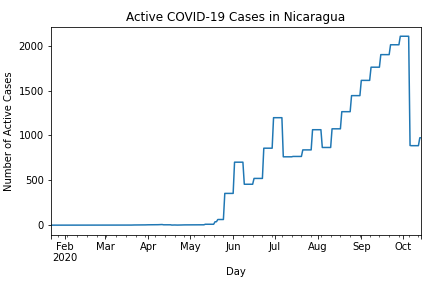 Active COVID-19 Cases in Nicaragua
Number of Active Cases
2000
1500
1000
500
0
Feb Mar Apr May Jun Jul Aug Sep Oct
2020
Day